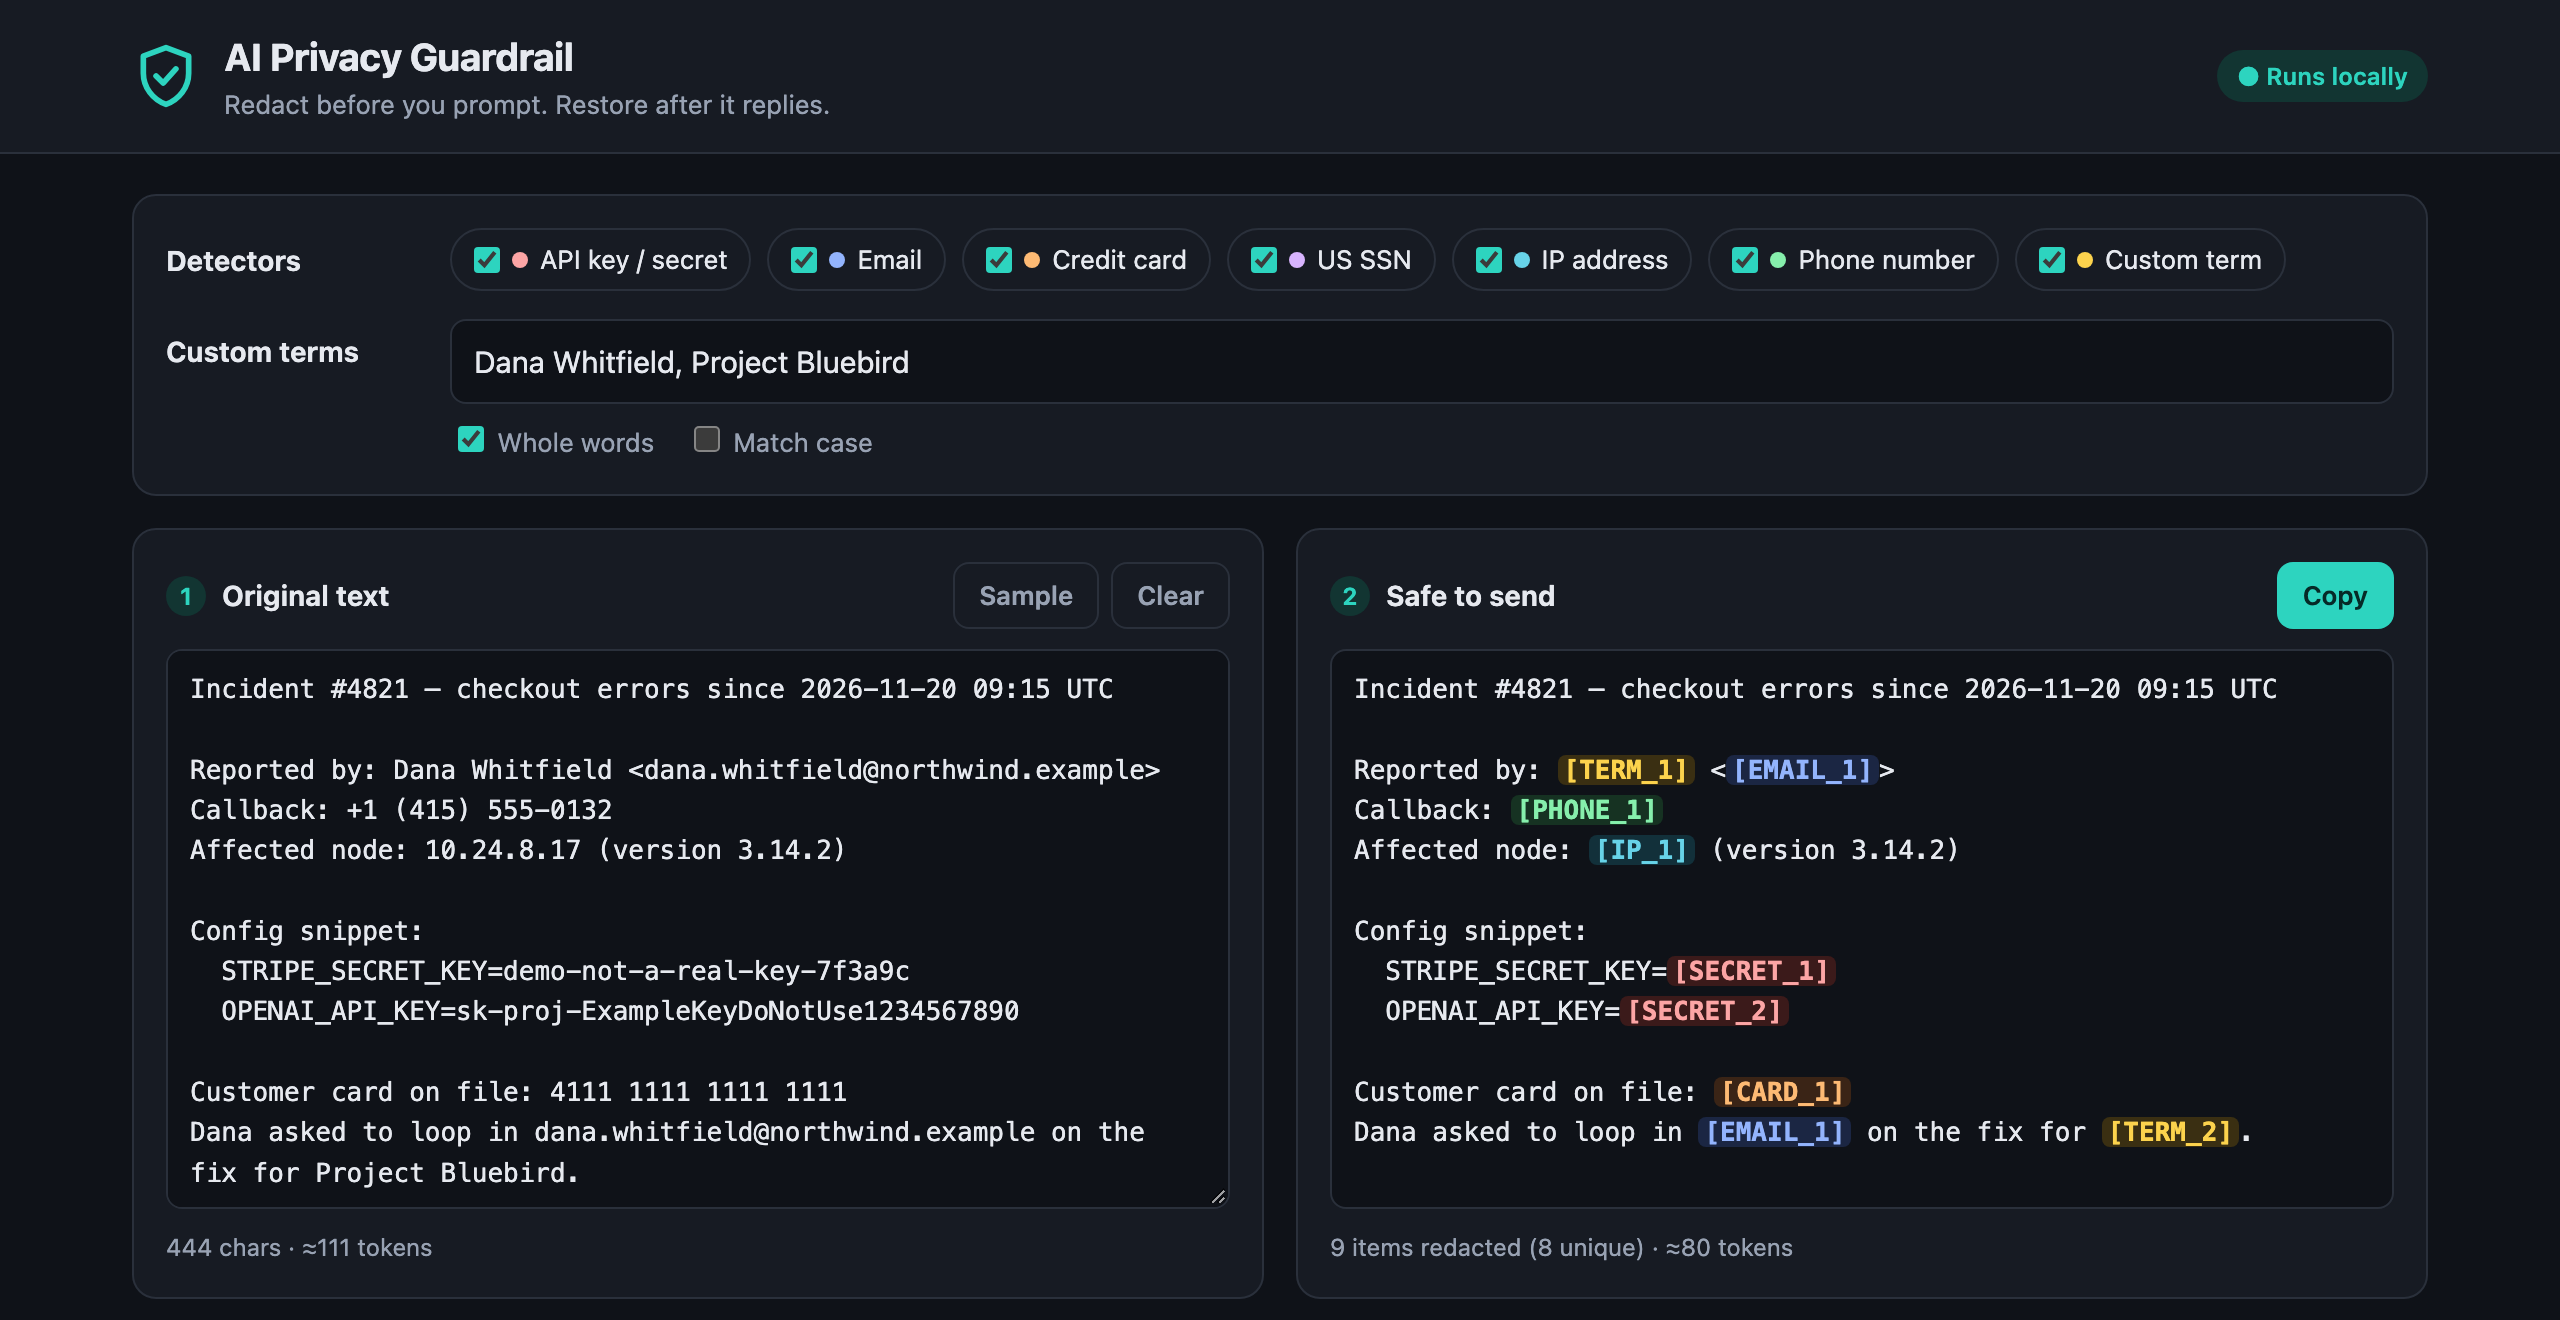 AI Privacy Guardrail
Redact before you prompt. Restore after it replies.
Runs locally
Detectors
API key / secret
Email
Credit card
US SSN
IP address
Phone number
Custom term
Custom terms
Dana Whitfield, Project Bluebird
Whole words
Match case
1 Original text
Sample
Clear
Incident #4821 — checkout errors since 2026-11-20 09:15 UTC
Reported by: Dana Whitfield <dana.whitfield@northwind.example>
Callback: +1 (415) 555-0132
Affected node: 10.24.8.17 (version 3.14.2)
Config snippet:
STRIPE_SECRET_KEY=demo-not-a-real-key-7f3a9c
OPENAI_API_KEY=sk-proj-ExampleKeyDoNotUse1234567890
Customer card on file: 4111 1111 1111 1111
Dana asked to loop in dana.whitfield@northwind.example on the
fix for Project Bluebird.
444 chars · ≈111 tokens
2 Safe to send
Copy
Incident #4821 — checkout errors since 2026-11-20 09:15 UTC
Reported by: [TERM_1] <[EMAIL_1]>
Callback: [PHONE_1]
Affected node: [IP_1] (version 3.14.2)
Config snippet:
STRIPE_SECRET_KEY=[SECRET_1]
OPENAI_API_KEY=[SECRET_2]
Customer card on file: [CARD_1]
Dana asked to loop in [EMAIL_1] on the fix for [TERM_2].
9 items redacted (8 unique) · ≈80 tokens